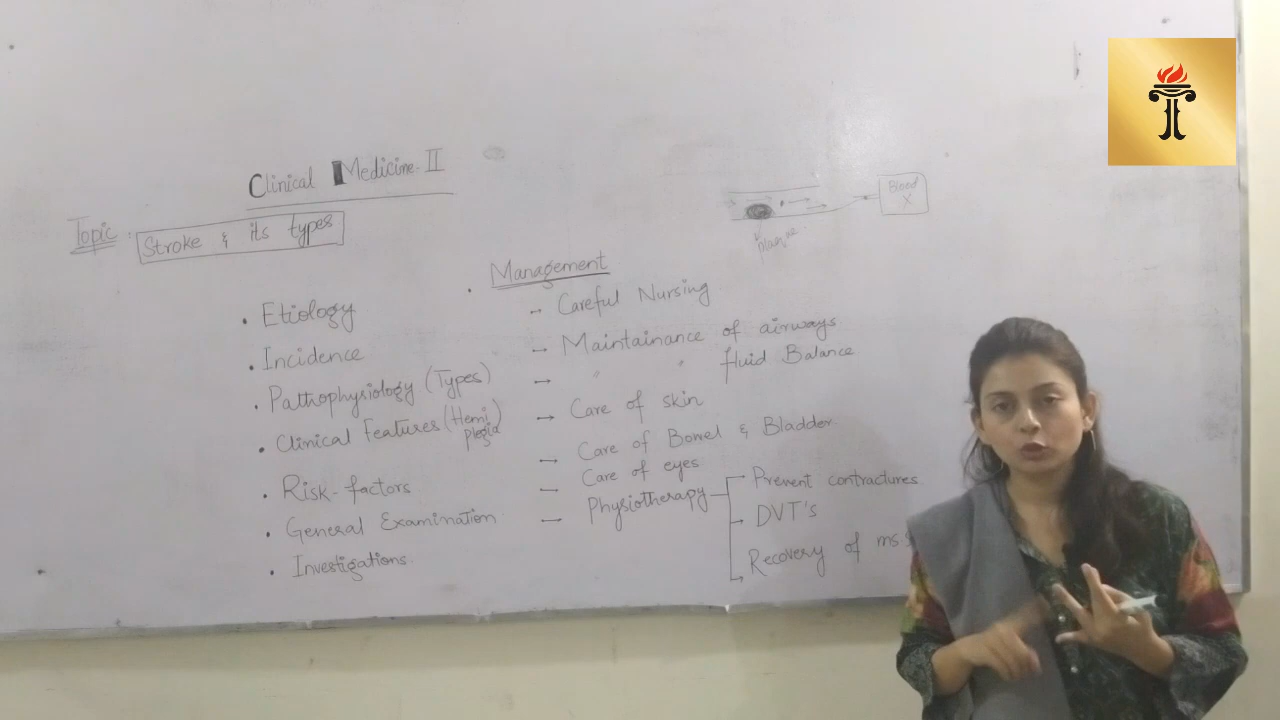 Clinical Medicine-II
Topic : Stroke & its types
• Etiology
• Incidence
• Pathophysiology (Types)
• Clinical Features (Hemi
plegia)
• Risk-factors
• General Examination
• Investigations.
• Management
- Careful Nursing
- Maintainance of airways
- " " fluid Balance
- Care of skin
- Care of Bowel & Bladder.
- Care of eyes
- Physiotherapy
Prevent contractures
DVT's
Recovery of ms.
Blood
X
plaque.